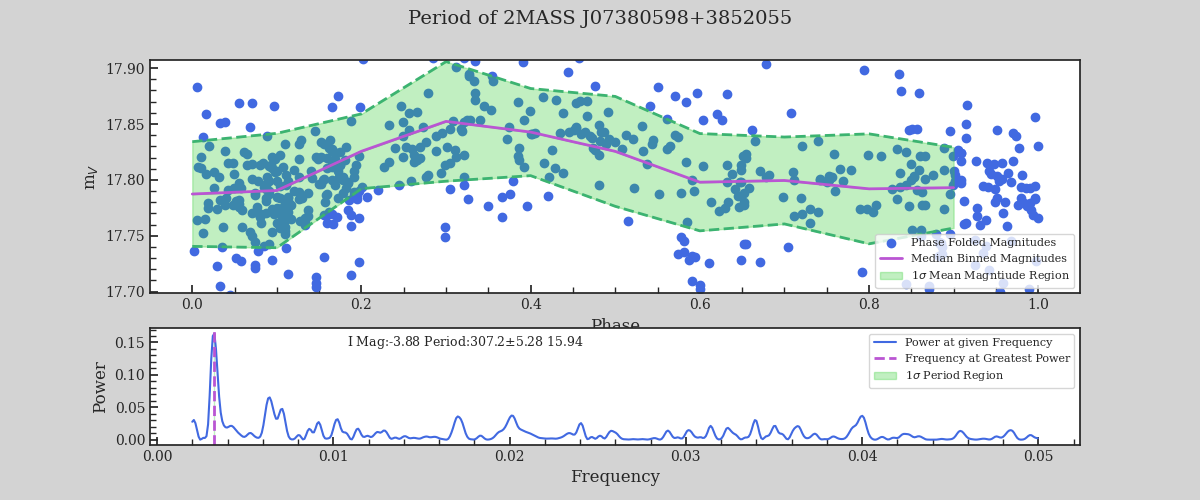 Period of 2MASS J07380598+3852055
17.90
17.85
17.80
17.75
17.70
m_V
0.0 0.2 0.4 0.6 0.8 1.0
Phase
Phase Folded Magnitudes
Median Binned Magnitudes
1σ Mean Magnitude Region
0.15
0.10
0.05
0.00
Power
I Mag:-3.88 Period:307.2±5.28 15.94
Power at given Frequency
Frequency at Greatest Power
1σ Period Region
0.00 0.01 0.02 0.03 0.04 0.05
Frequency